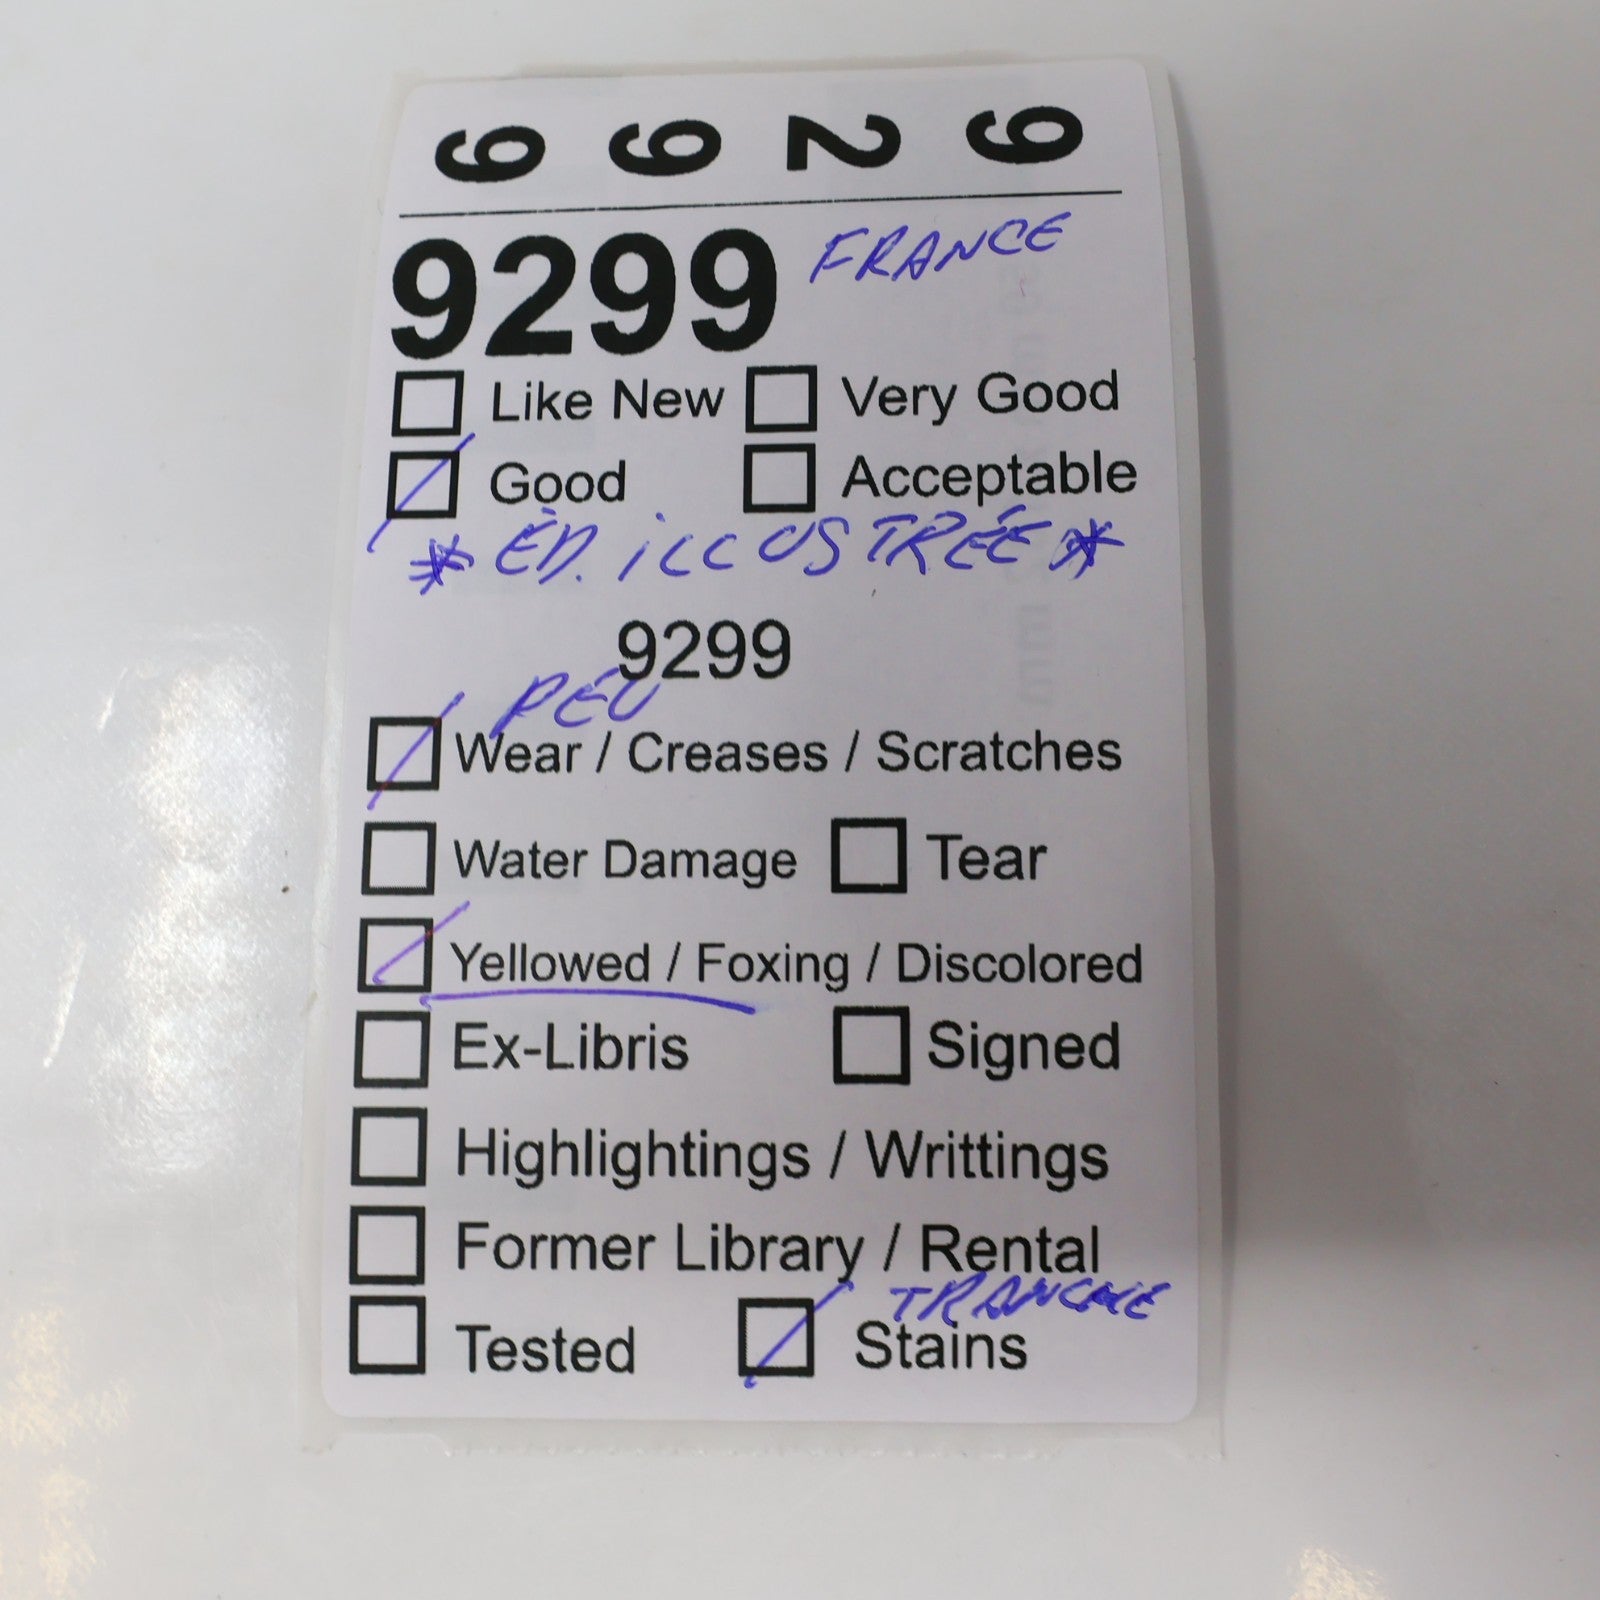 9 9 2 9
9299 FRANCE
Like New Very Good
Good Acceptable
* ÉD. ILLUSTRÉE *
9299
PEU
Wear / Creases / Scratches
Water Damage Tear
Yellowed / Foxing / Discolored
Ex-Libris Signed
Highlightings / Writtings
Former Library / Rental
TRANCHE
Tested Stains